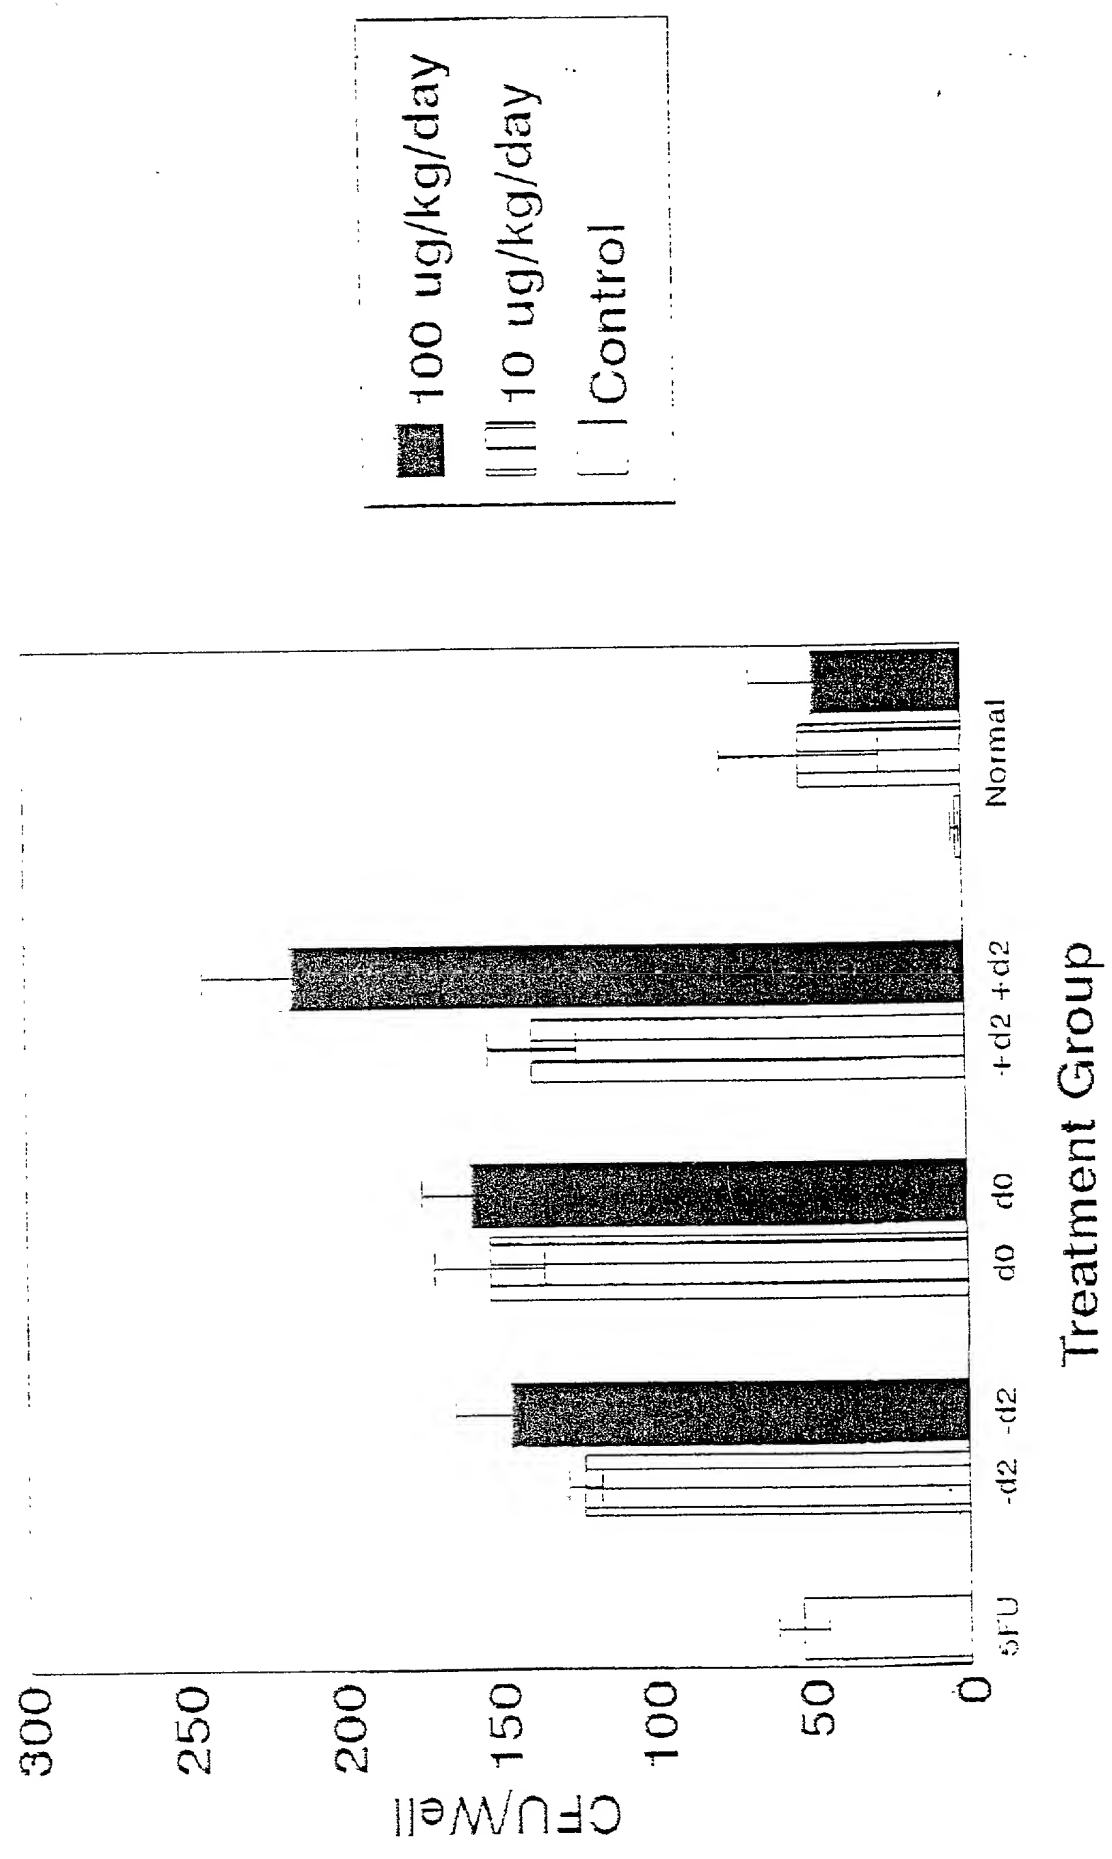 CFU/Well
300
250
200
150
100
50
0
5FU -d2 -d2 d0 d0 +d2 +d2 Normal
Treatment Group
100 ug/kg/day
10 ug/kg/day
Control